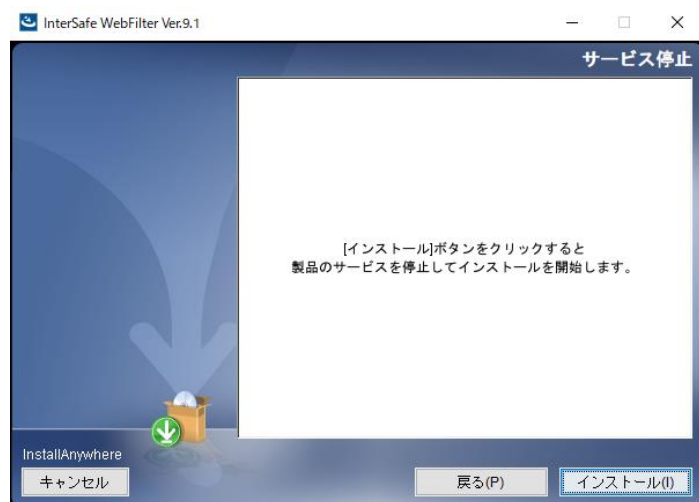 InterSafe WebFilter Ver.9.1
サービス停止
[インストール]ボタンをクリックすると
製品のサービスを停止してインストールを開始します。
InstallAnywhere
キャンセル
戻る(P)
インストール(I)